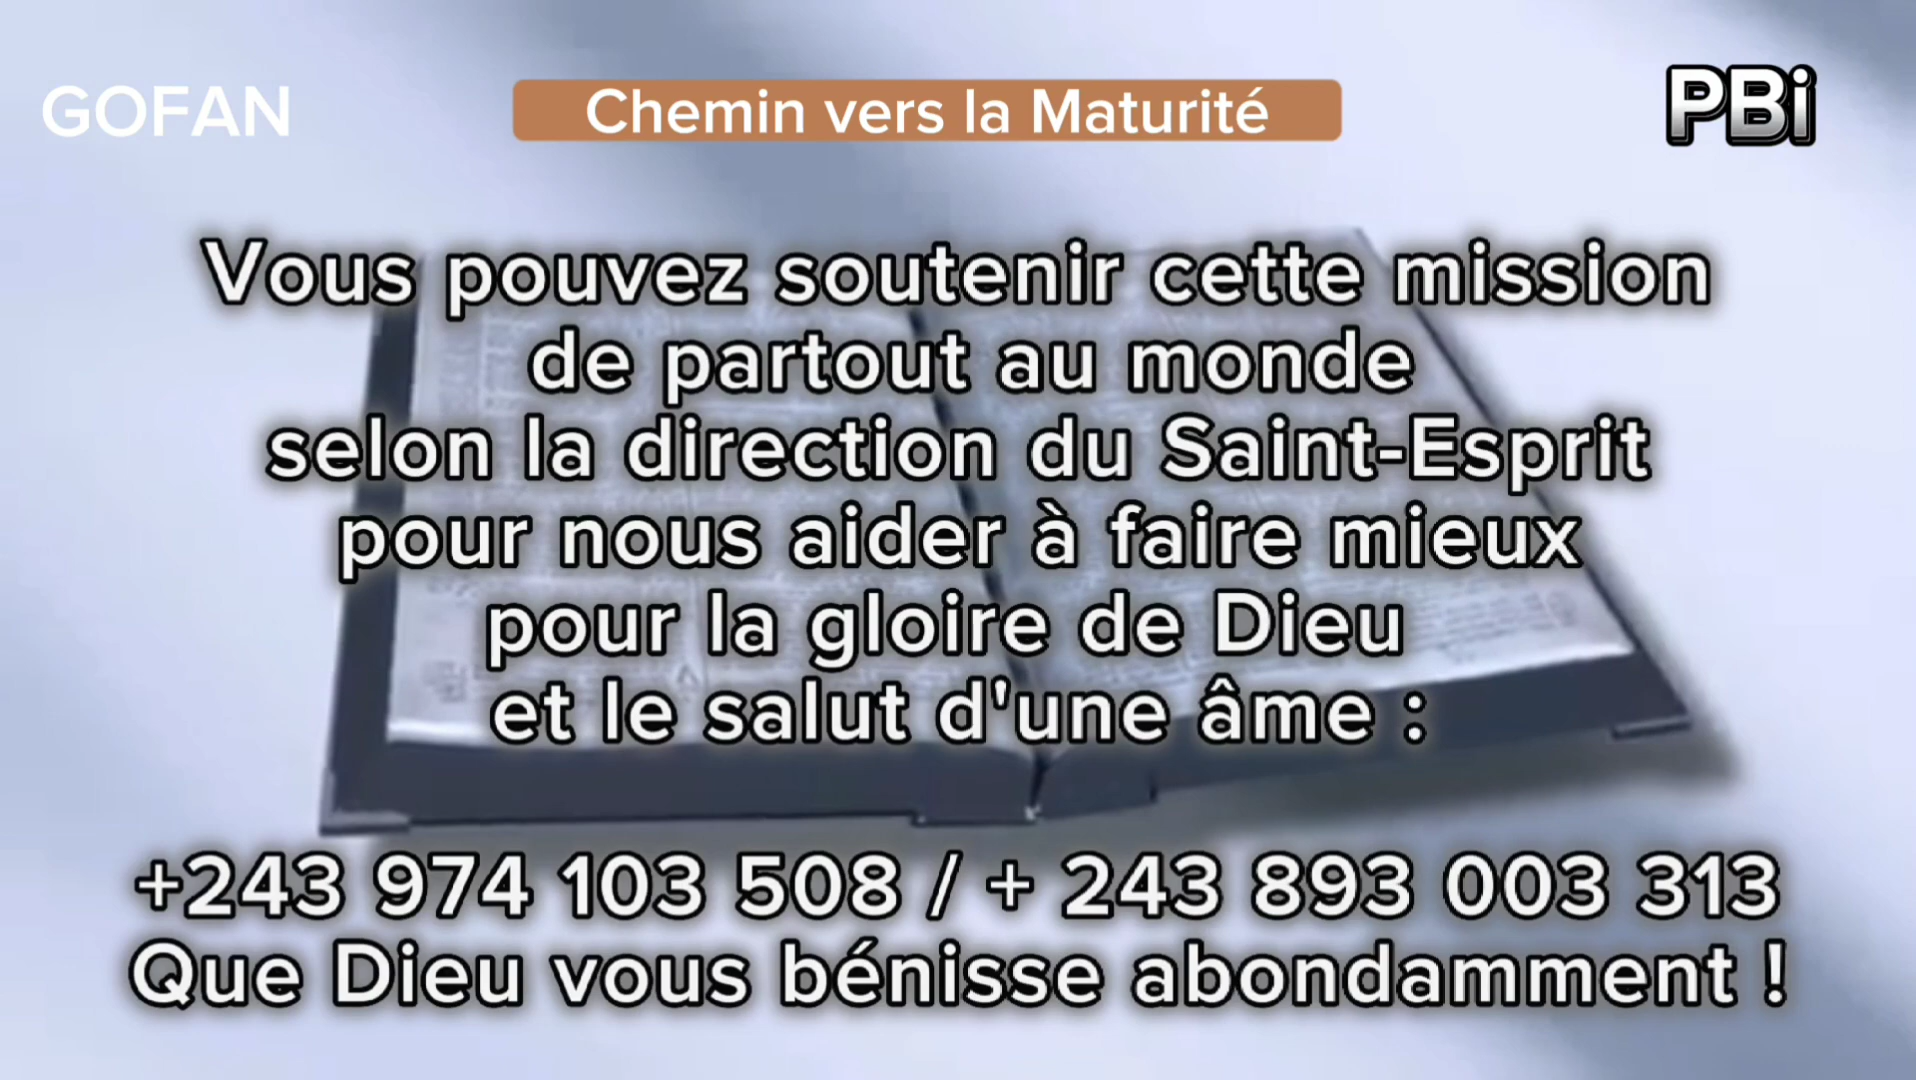 GOFAN
Chemin vers la Maturité
PBi
Vous pouvez soutenir cette mission
de partout au monde
selon la direction du Saint-Esprit
pour nous aider à faire mieux
pour la gloire de Dieu
et le salut d'une âme :
+243 974 103 508 / + 243 893 003 313
Que Dieu vous bénisse abondamment !